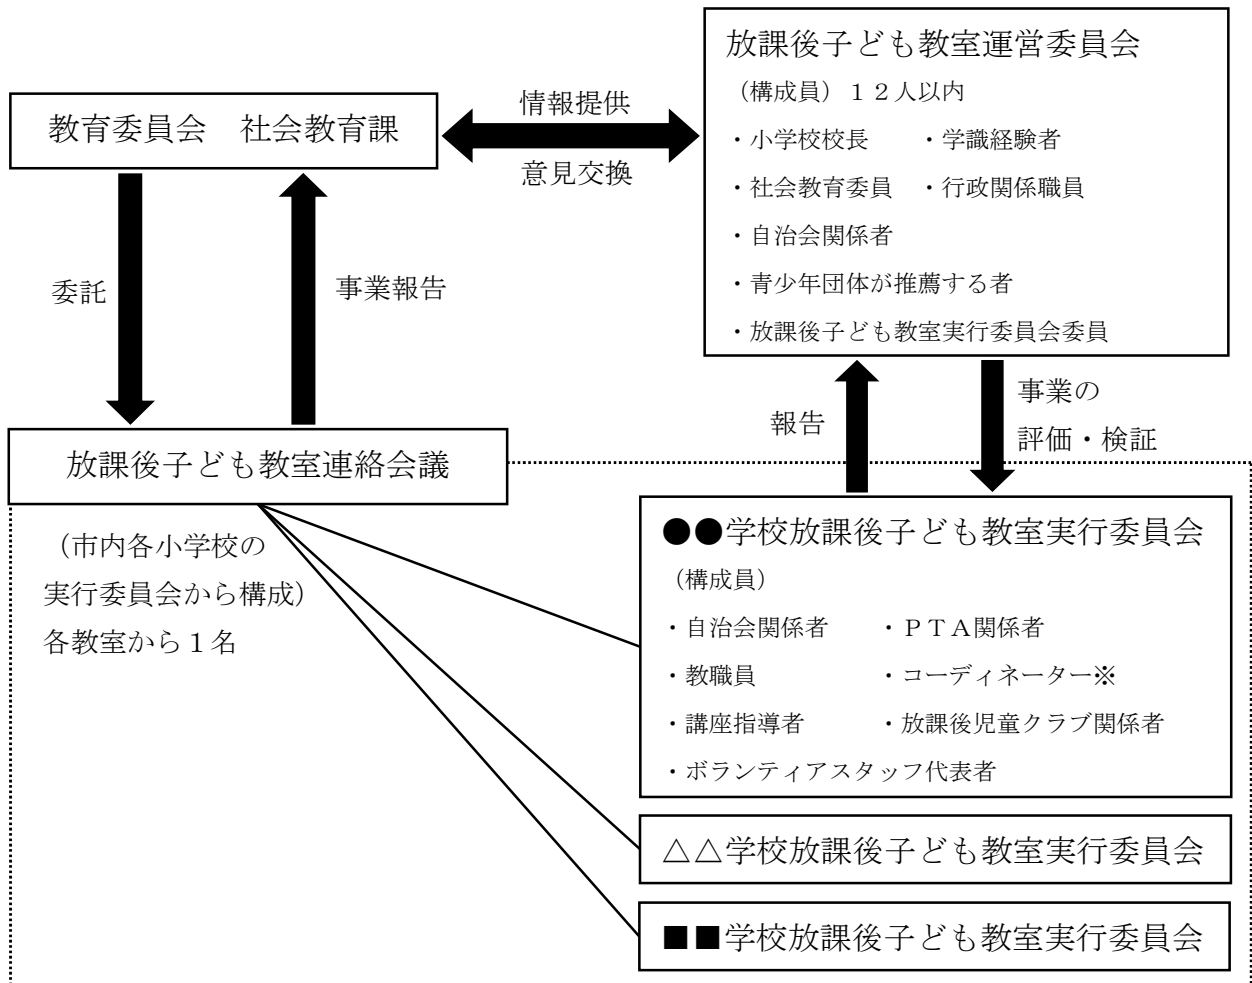 放課後子ども教室運営委員会
（構成員）１２人以内
・小学校校長　・学識経験者
・社会教育委員　・行政関係職員
・自治会関係者
・青少年団体が推薦する者
・放課後子ども教室実行委員会委員
教育委員会　社会教育課
情報提供
意見交換
委託
事業報告
報告
事業の
評価・検証
放課後子ども教室連絡会議
（市内各小学校の
実行委員会から構成）
各教室から１名
●●学校放課後子ども教室実行委員会
（構成員）
・自治会関係者　・ＰＴＡ関係者
・教職員　・コーディネーター※
・講座指導者　・放課後児童クラブ関係者
・ボランティアスタッフ代表者
△△学校放課後子ども教室実行委員会
■■学校放課後子ども教室実行委員会